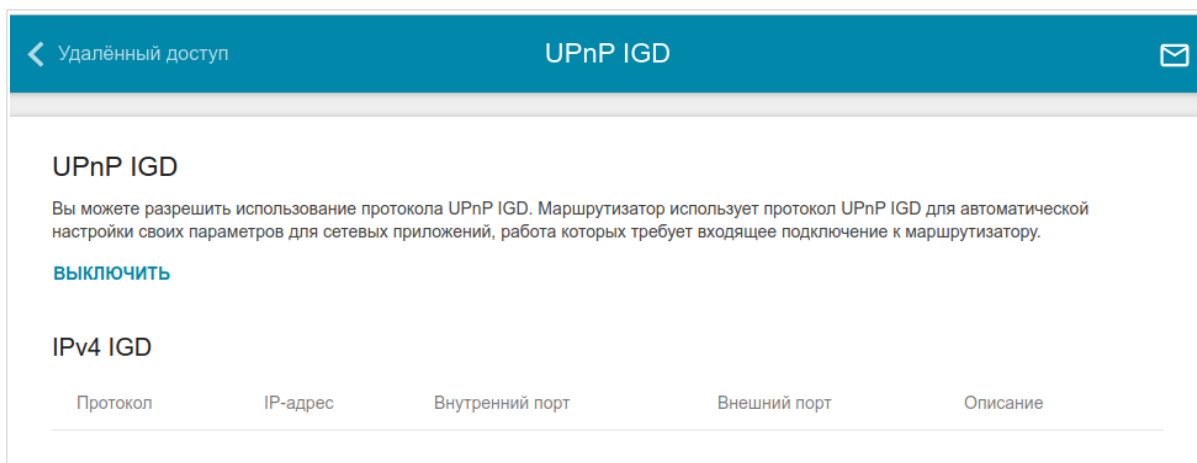 Удалённый доступ UPnP IGD
UPnP IGD
Вы можете разрешить использование протокола UPnP IGD. Маршрутизатор использует протокол UPnP IGD для автоматической
настройки своих параметров для сетевых приложений, работа которых требует входящее подключение к маршрутизатору.
ВЫКЛЮЧИТЬ
IPv4 IGD
Протокол IP-адрес Внутренний порт Внешний порт Описание